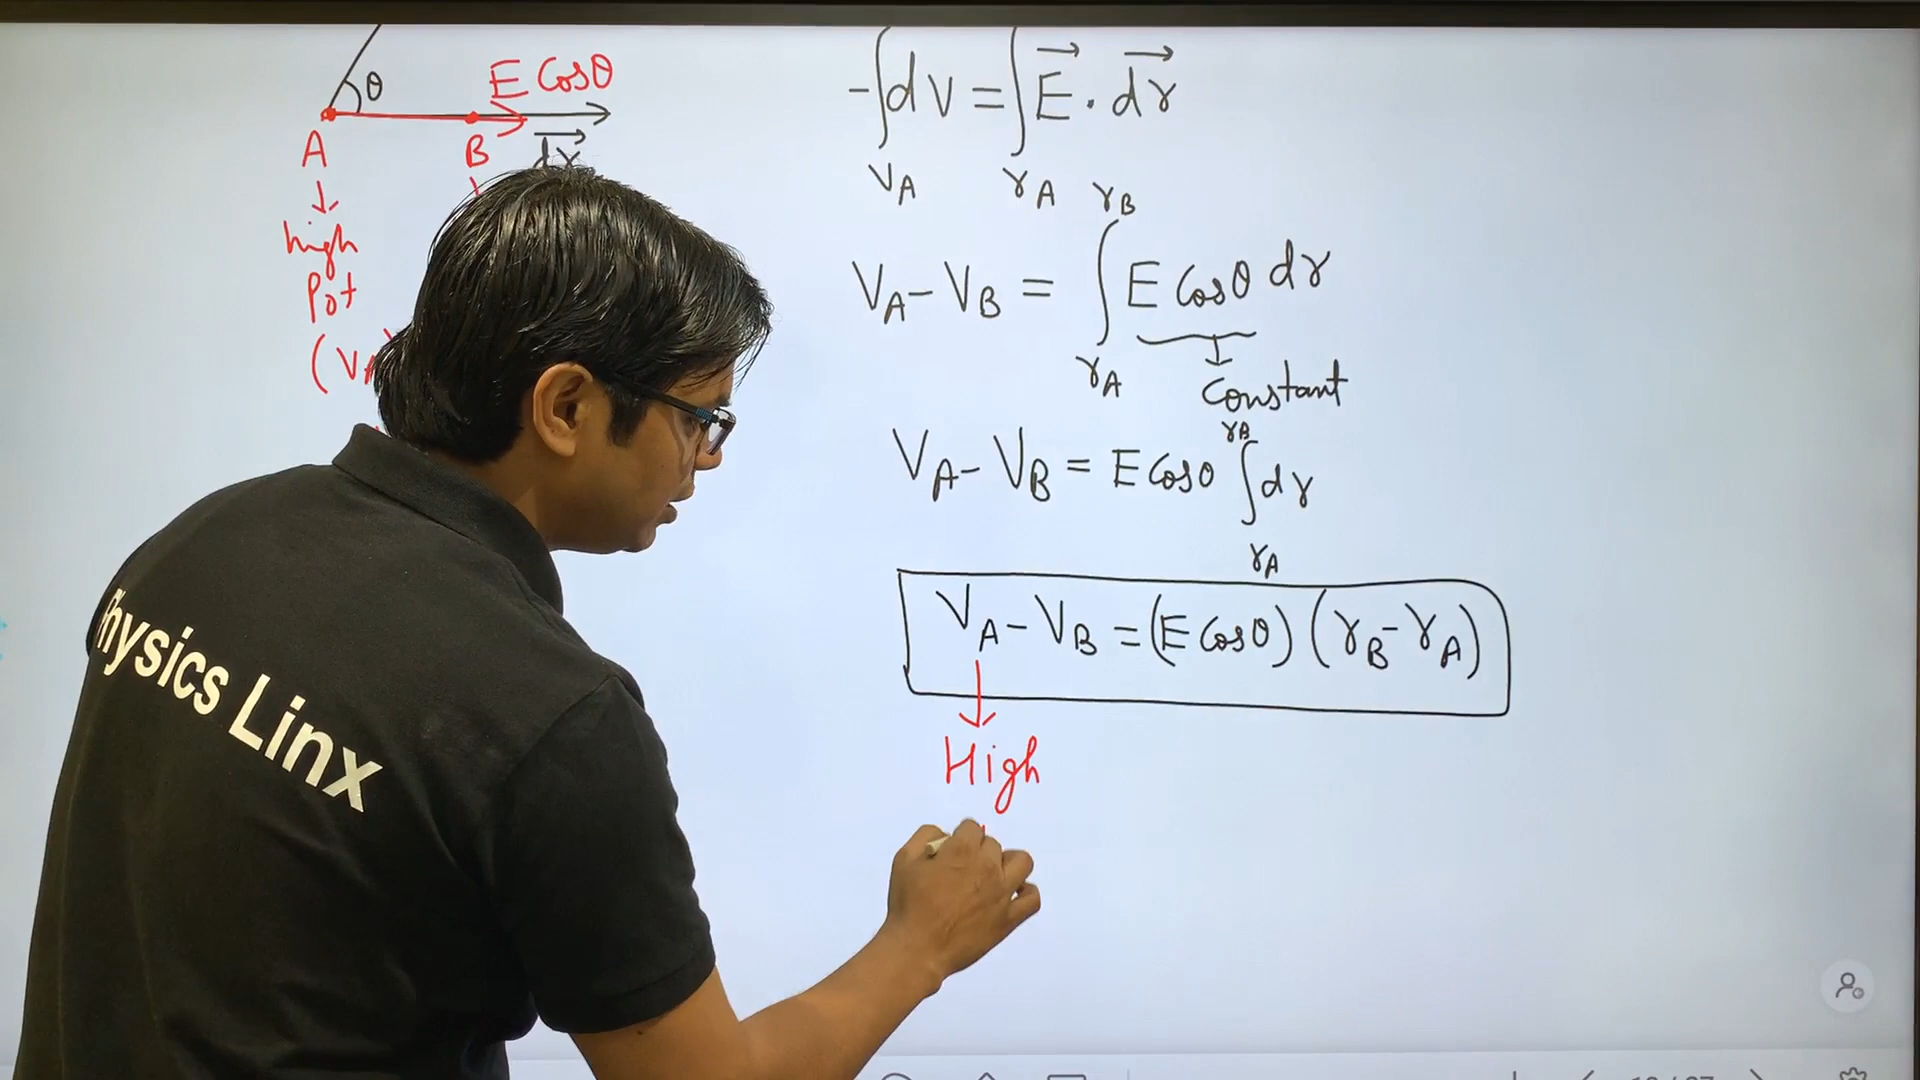 θ
E Cosθ
A
B
dr
high
Pot
(VA
-∫dV = ∫E . dr
VA
rA
rB
VA - VB = ∫E Cosθ dr
rA
Constant
rB
VA - VB = E Cosθ ∫dr
rA
VA - VB = (E Cosθ) (rB - rA)
High
Physics Linx